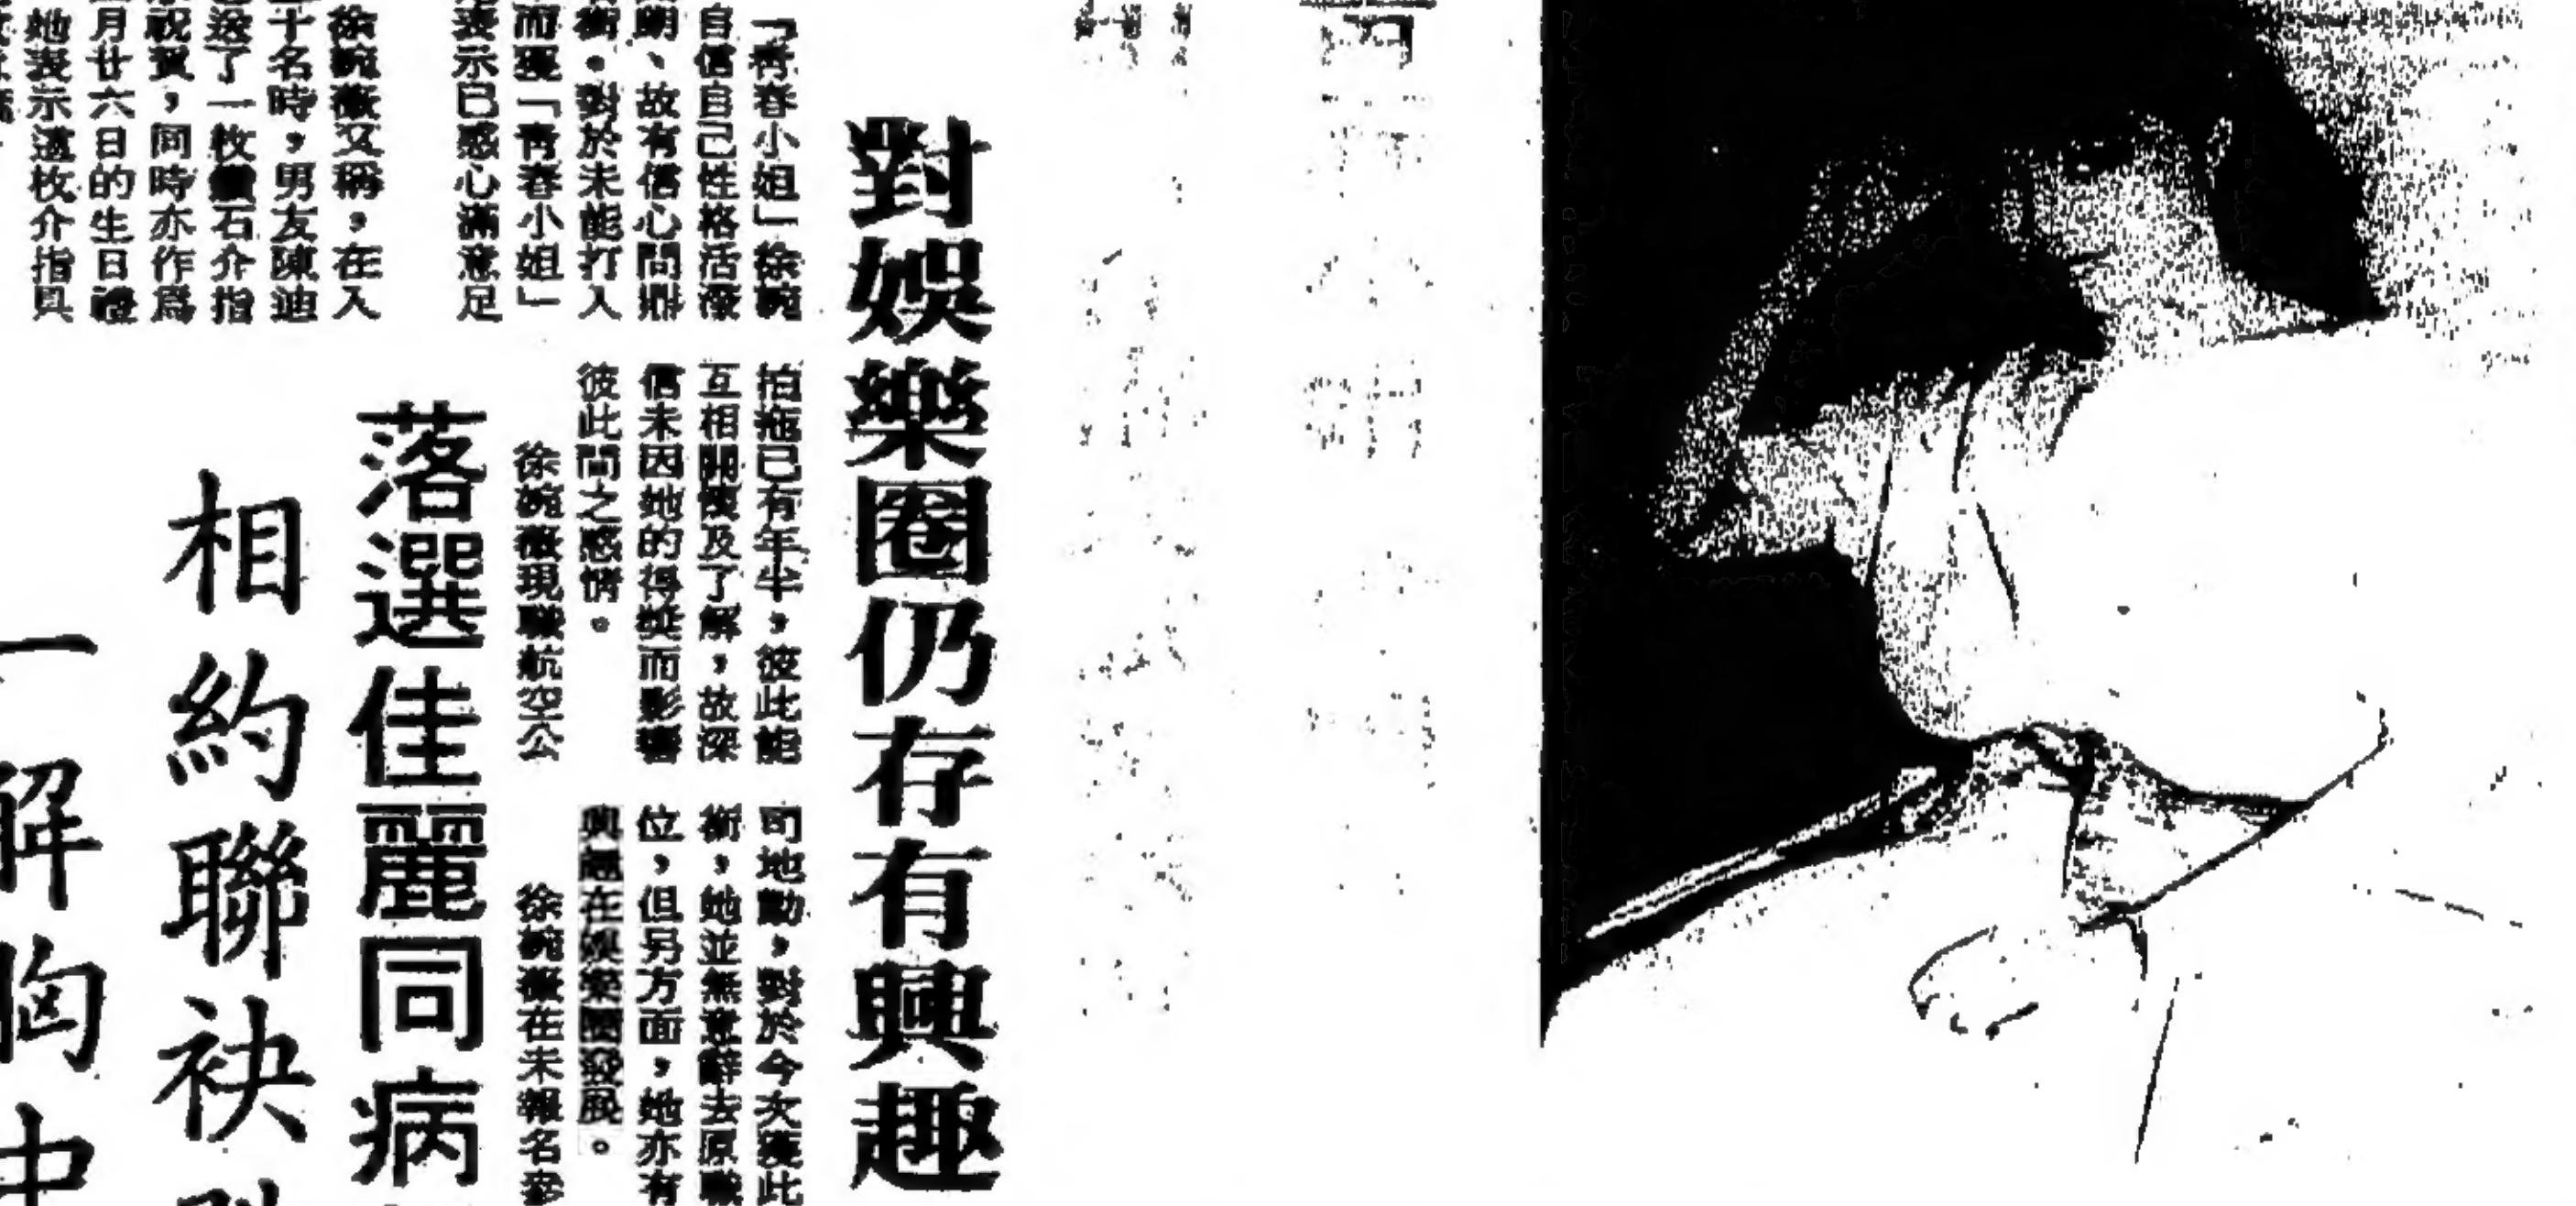 對娛樂圈仍存有興趣
「青春小姐」徐婉
自信自己性格活潑
明、故有信心問鼎
銜。對於未能打入
而獲「青春小姐」
表示已感心滿意足
徐婉薇又稱，在入
十名時，男友陳迪
送了一枚鑽石介指
祝賀，同時亦作爲
月廿六日的生日禮
她表示這枚介指具
拍拖已有年半，彼此能
互相關懷及了解，故深
信未因她的得獎而影響
彼此間之感情。
徐婉薇現職航空公
司地勤，對於今次獲此
銜，她並無意辭去原職
位，但另方面，她亦有
興趣在娛樂圈發展。
徐婉薇在未報名參
落選佳麗同病
相約聯袂
一解胸中